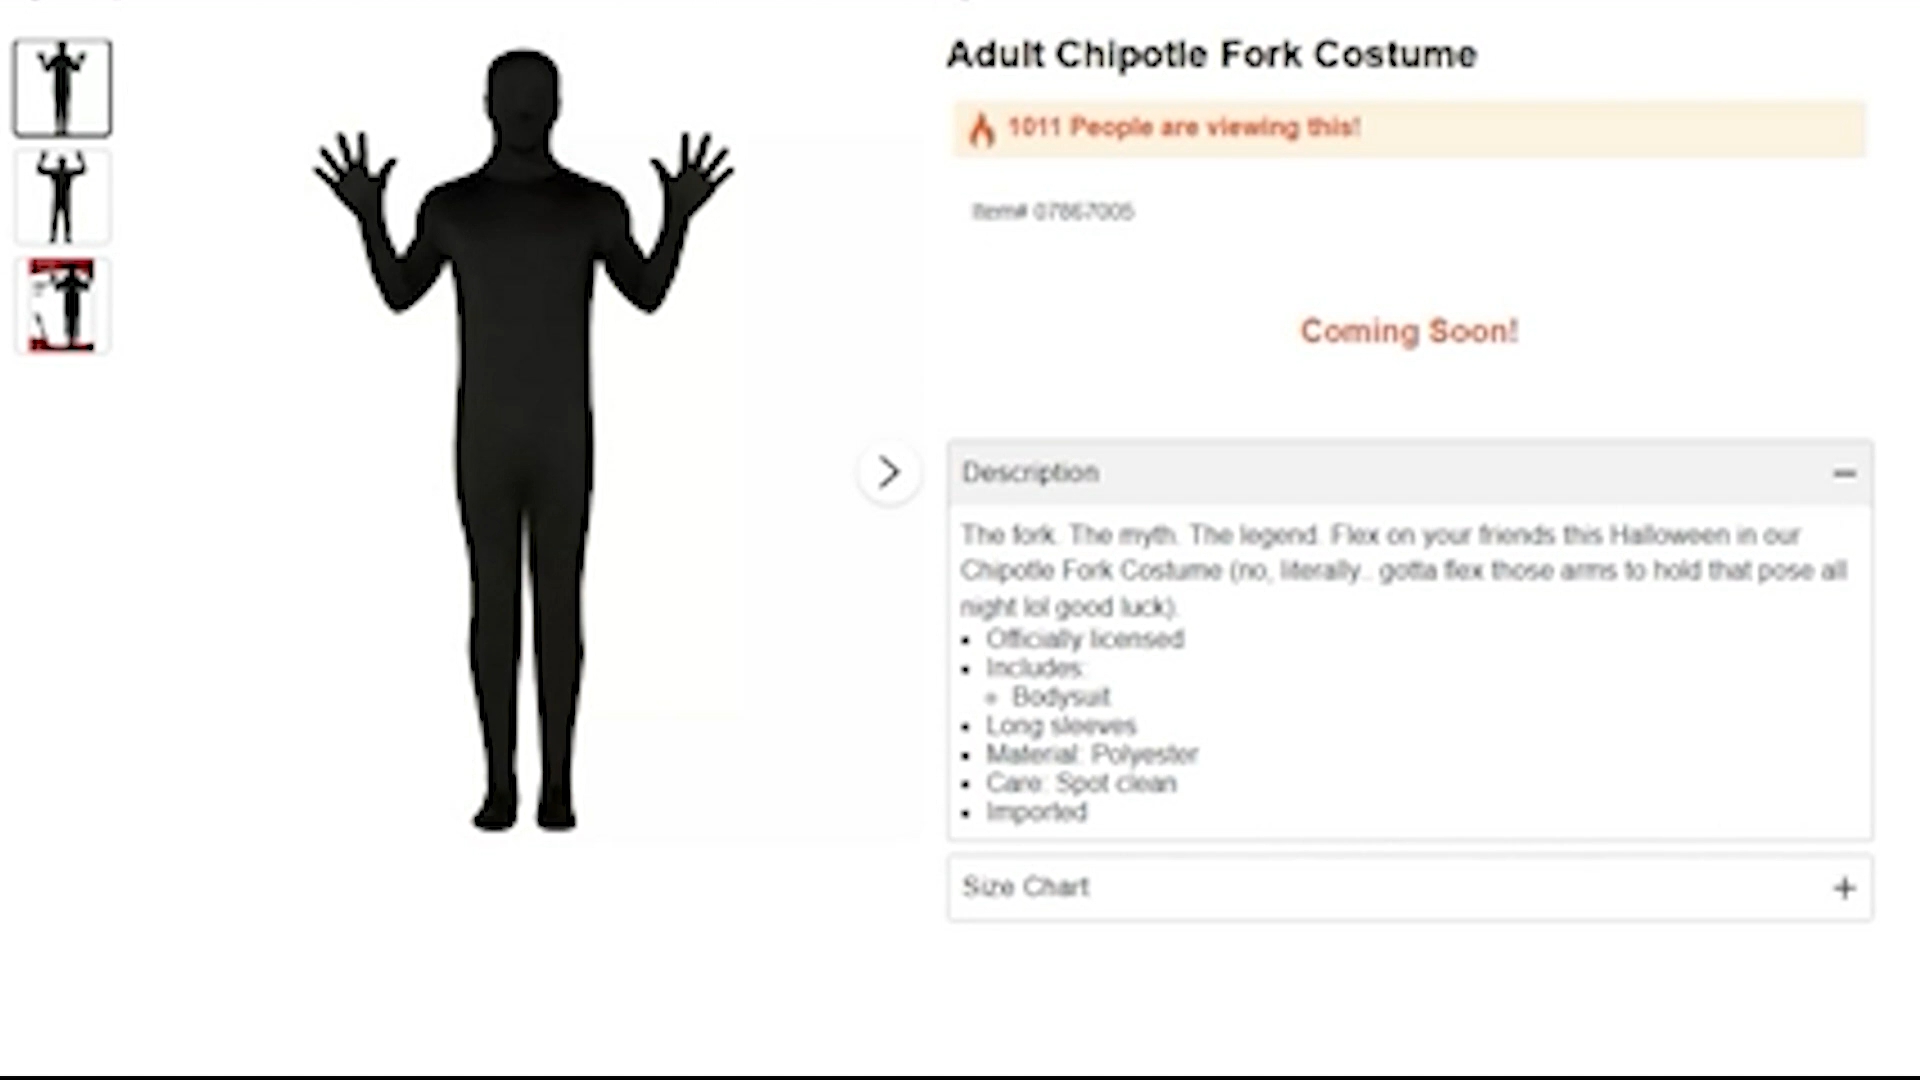 Adult Chipotle Fork Costume
1011 People are viewing this!
Item# 07867005
Coming Soon!
Description
The fork. The myth. The legend. Flex on your friends this Halloween in our
Chipotle Fork Costume (no, literally.. gotta flex those arms to hold that pose all
night lol good luck).
Officially licensed
Includes:
Bodysuit
Long sleeves
Material: Polyester
Care: Spot clean
Imported
Size Chart